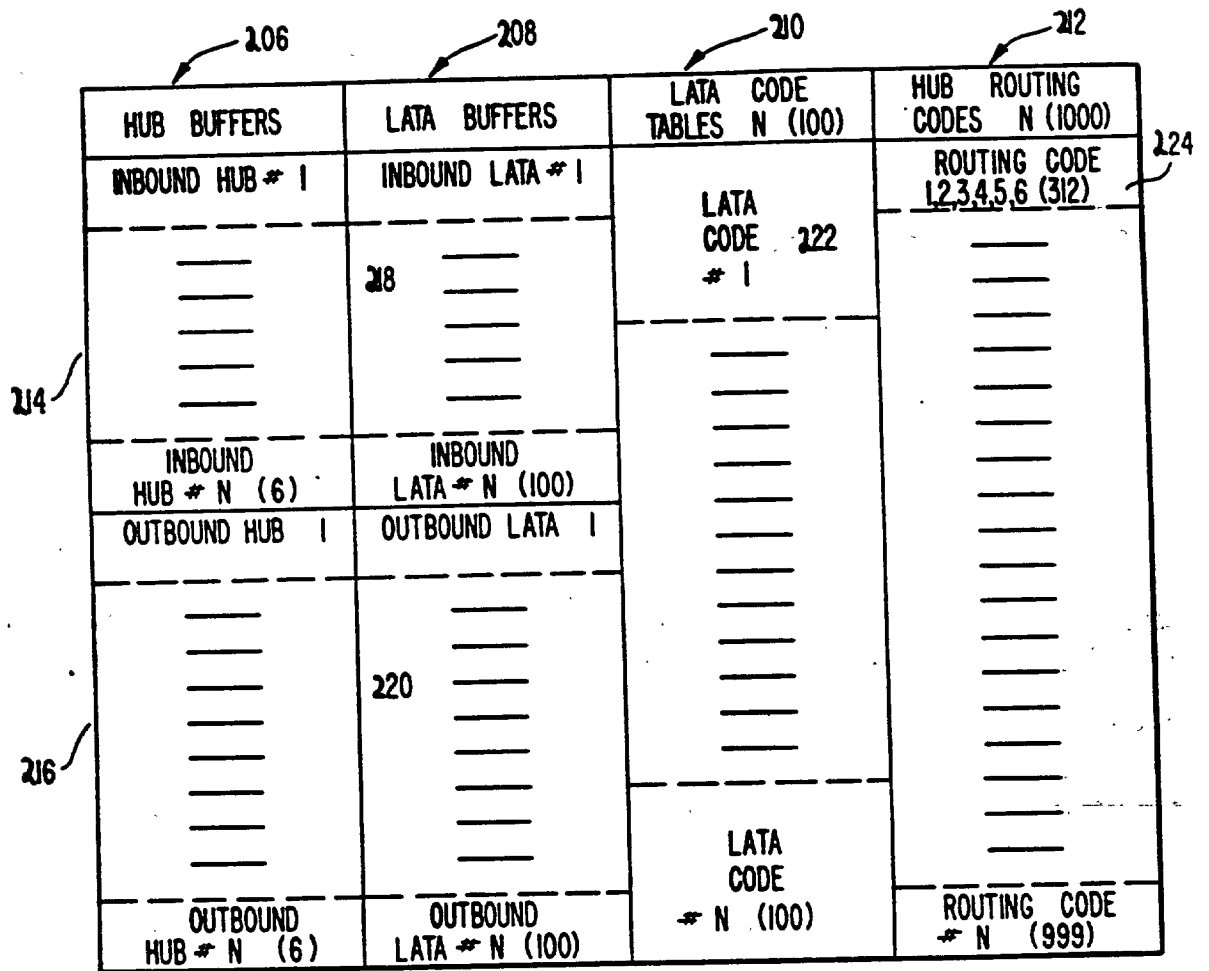 206
208
210
212
HUB BUFFERS
LATA BUFFERS
LATA CODE
TABLES N (100)
HUB ROUTING
CODES N (1000)
INBOUND HUB # 1
INBOUND LATA # 1
LATA
CODE 222
# 1
ROUTING CODE
1,2,3,4,5,6 (312)
224
218
214
INBOUND
HUB # N (6)
INBOUND
LATA # N (100)
OUTBOUND HUB 1
OUTBOUND LATA 1
220
216
OUTBOUND
HUB # N (6)
OUTBOUND
LATA # N (100)
LATA
CODE
# N (100)
ROUTING CODE
# N (999)